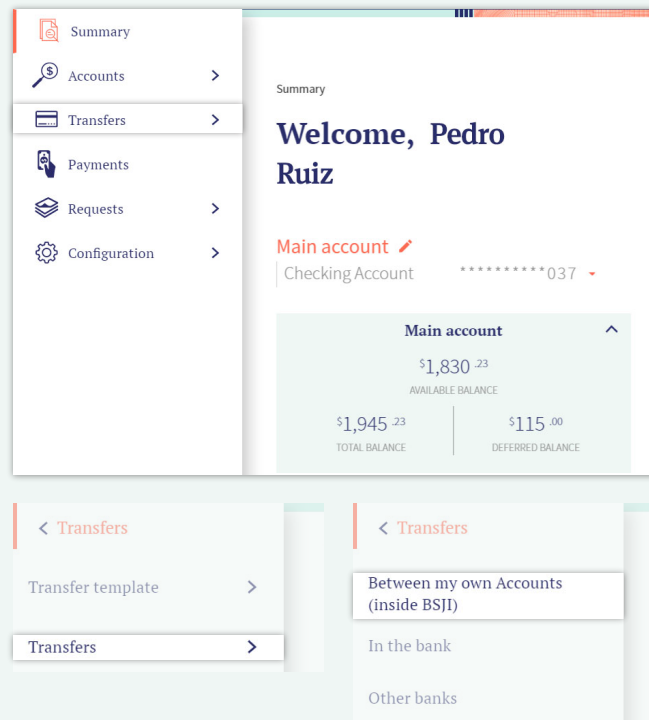 Summary
Accounts
Transfers
Payments
Requests
Configuration
Summary
Welcome, Pedro
Ruiz
Main account
Checking Account **********037
Main account
$1,830 .23
AVAILABLE BALANCE
$1,945 .23 $115 .00
TOTAL BALANCE DEFERRED BALANCE
Transfers
Transfer template
Transfers
Transfers
Between my own Accounts
(inside BSJI)
In the bank
Other banks